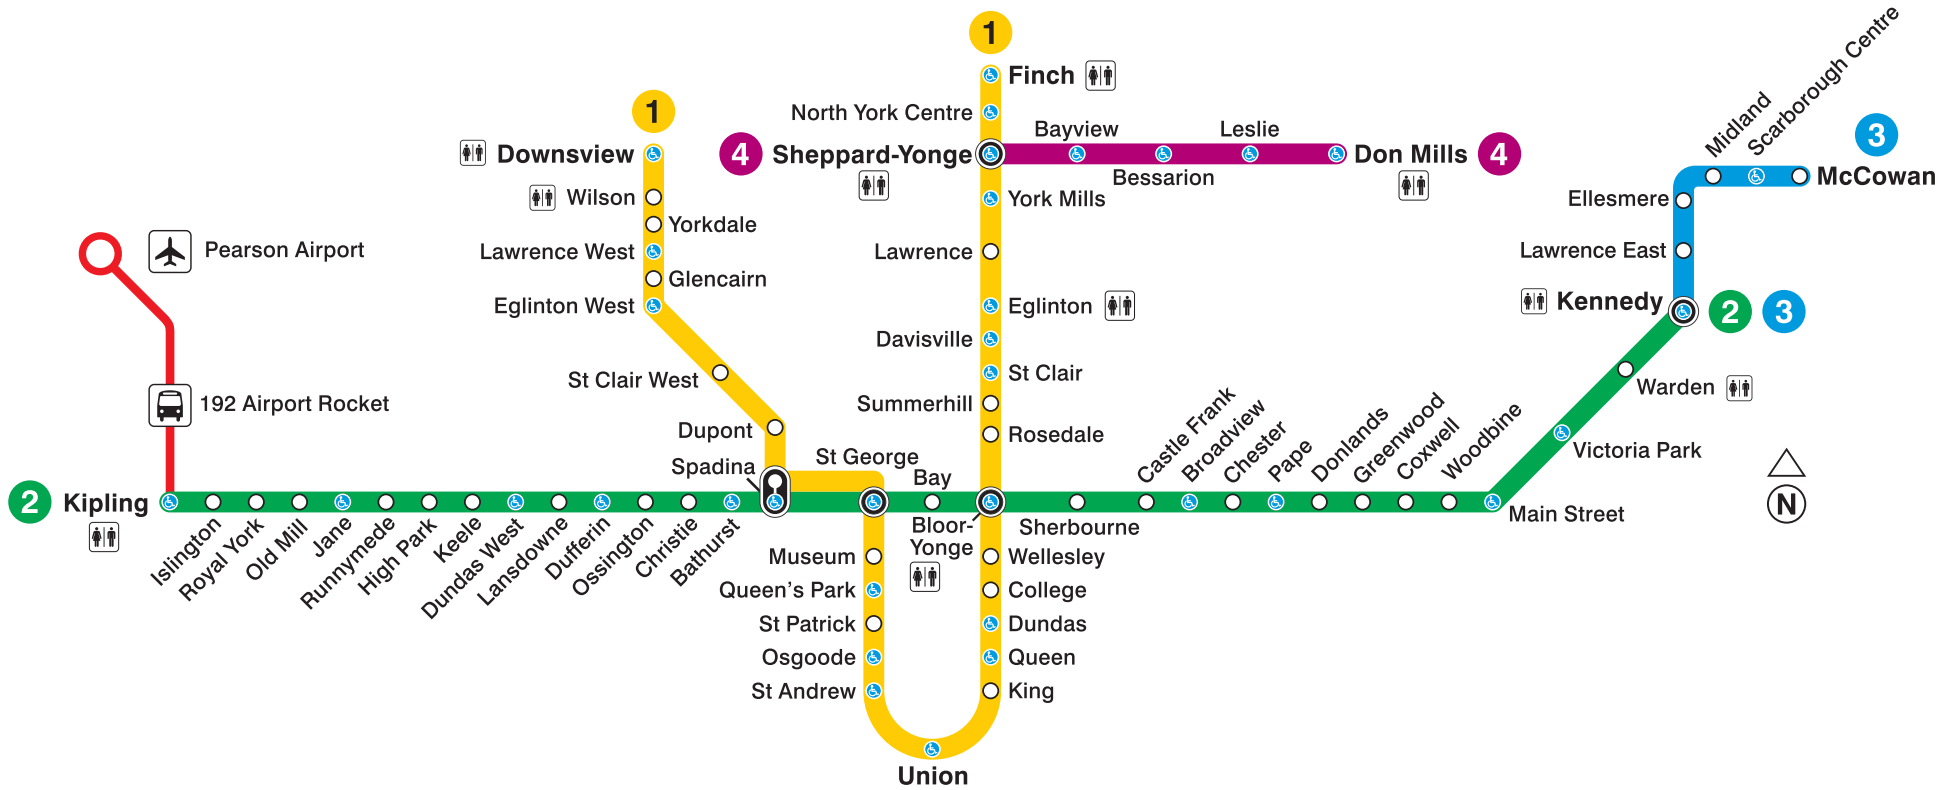 1
Finch
North York Centre
1
Downsview
4
Sheppard-Yonge
Bayview
Leslie
Bessarion
Don Mills
4
Midland
Scarborough Centre
3
McCowan
Wilson
Yorkdale
Lawrence West
Glencairn
Eglinton West
St Clair West
Dupont
Spadina
St George
York Mills
Lawrence
Eglinton
Davisville
St Clair
Summerhill
Rosedale
Ellesmere
Lawrence East
Kennedy
2
3
Pearson Airport
192 Airport Rocket
2
Kipling
Islington
Royal York
Old Mill
Jane
Runnymede
High Park
Keele
Dundas West
Lansdowne
Dufferin
Ossington
Christie
Bathurst
Bay
Bloor-
Yonge
Sherbourne
Castle Frank
Broadview
Chester
Pape
Donlands
Greenwood
Coxwell
Woodbine
Main Street
Victoria Park
Warden
N
Museum
Queen's Park
St Patrick
Osgoode
St Andrew
Union
Wellesley
College
Dundas
Queen
King